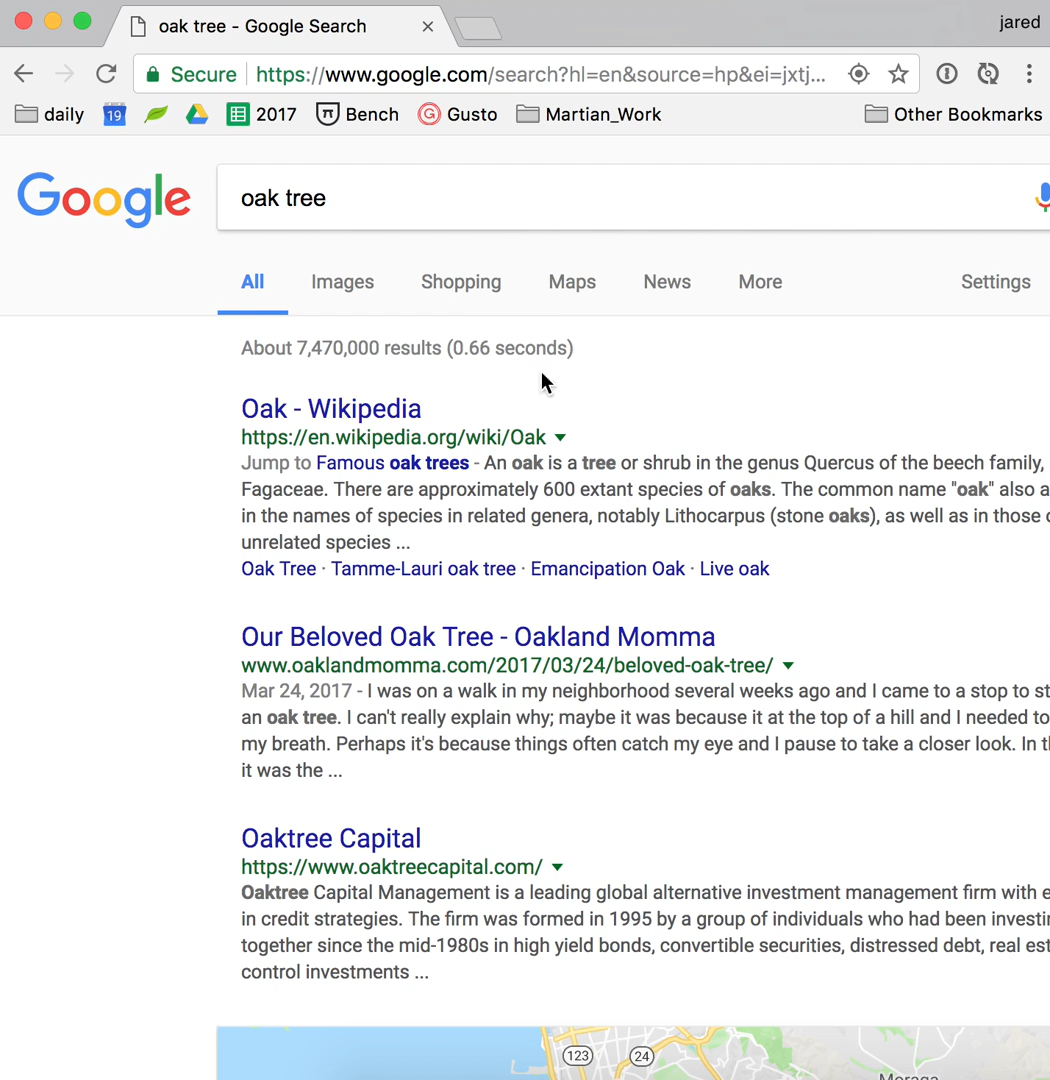 oak tree - Google Search
jared
Secure https://www.google.com/search?hl=en&source=hp&ei=jxtj...
daily 19 2017 Bench G Gusto Martian_Work Other Bookmarks
Google oak tree
All Images Shopping Maps News More Settings
About 7,470,000 results (0.66 seconds)
Oak - Wikipedia
https://en.wikipedia.org/wiki/Oak
Jump to Famous oak trees - An oak is a tree or shrub in the genus Quercus of the beech family,
Fagaceae. There are approximately 600 extant species of oaks. The common name "oak" also
in the names of species in related genera, notably Lithocarpus (stone oaks), as well as in those
unrelated species ...
Oak Tree · Tamme-Lauri oak tree · Emancipation Oak · Live oak
Our Beloved Oak Tree - Oakland Momma
www.oaklandmomma.com/2017/03/24/beloved-oak-tree/
Mar 24, 2017 - I was on a walk in my neighborhood several weeks ago and I came to a stop to
an oak tree. I can't really explain why; maybe it was because it at the top of a hill and I needed to
my breath. Perhaps it's because things often catch my eye and I pause to take a closer look. In
it was the ...
Oaktree Capital
https://www.oaktreecapital.com/
Oaktree Capital Management is a leading global alternative investment management firm with
in credit strategies. The firm was formed in 1995 by a group of individuals who had been
together since the mid-1980s in high yield bonds, convertible securities, distressed debt, real
control investments ...
123 24